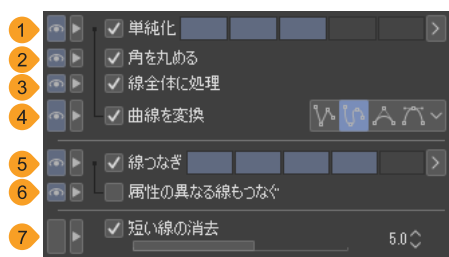 1 単純化
2 角を丸める
3 線全体に処理
4 曲線を変換
5 線つなぎ
6 属性の異なる線もつなぐ
7 短い線の消去
5.0